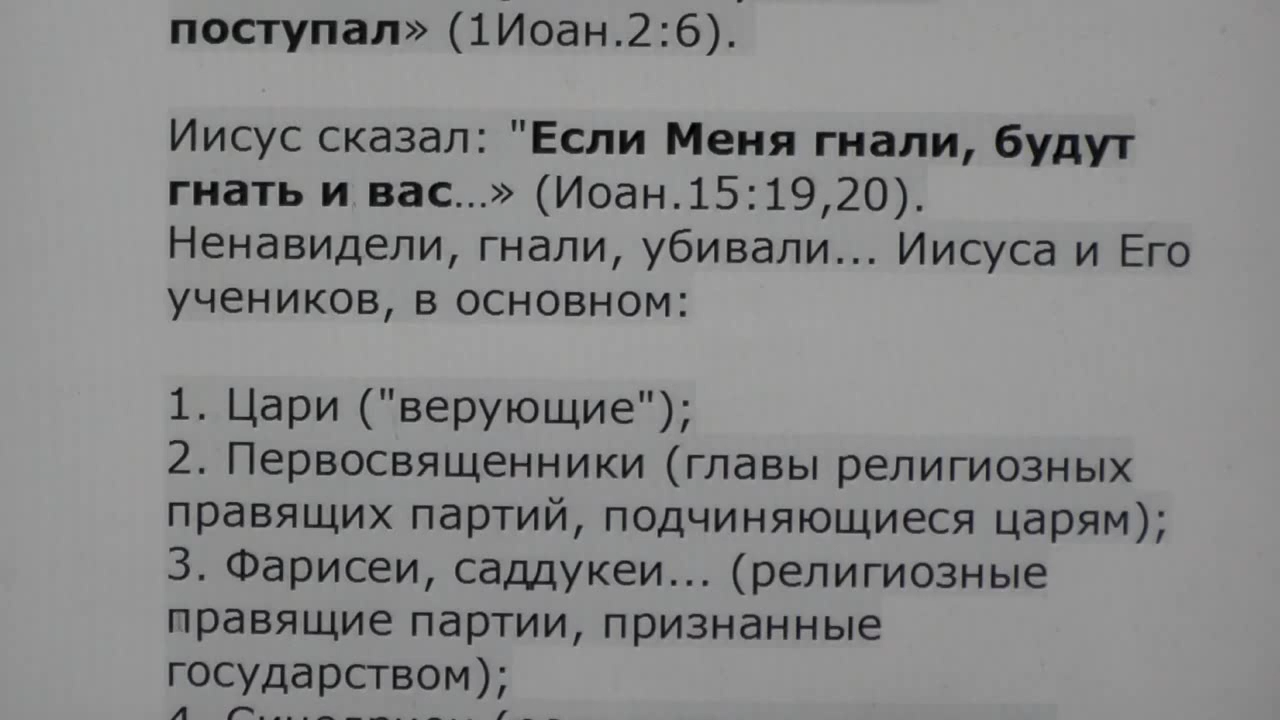 поступал» (1Иоан.2:6).
Иисус сказал: "Если Меня гнали, будут
гнать и вас…» (Иоан.15:19,20).
Ненавидели, гнали, убивали... Иисуса и Его
учеников, в основном:
1. Цари ("верующие");
2. Первосвященники (главы религиозных
правящих партий, подчиняющиеся царям);
3. Фарисеи, саддукеи... (религиозные
правящие партии, признанные
государством);
4.